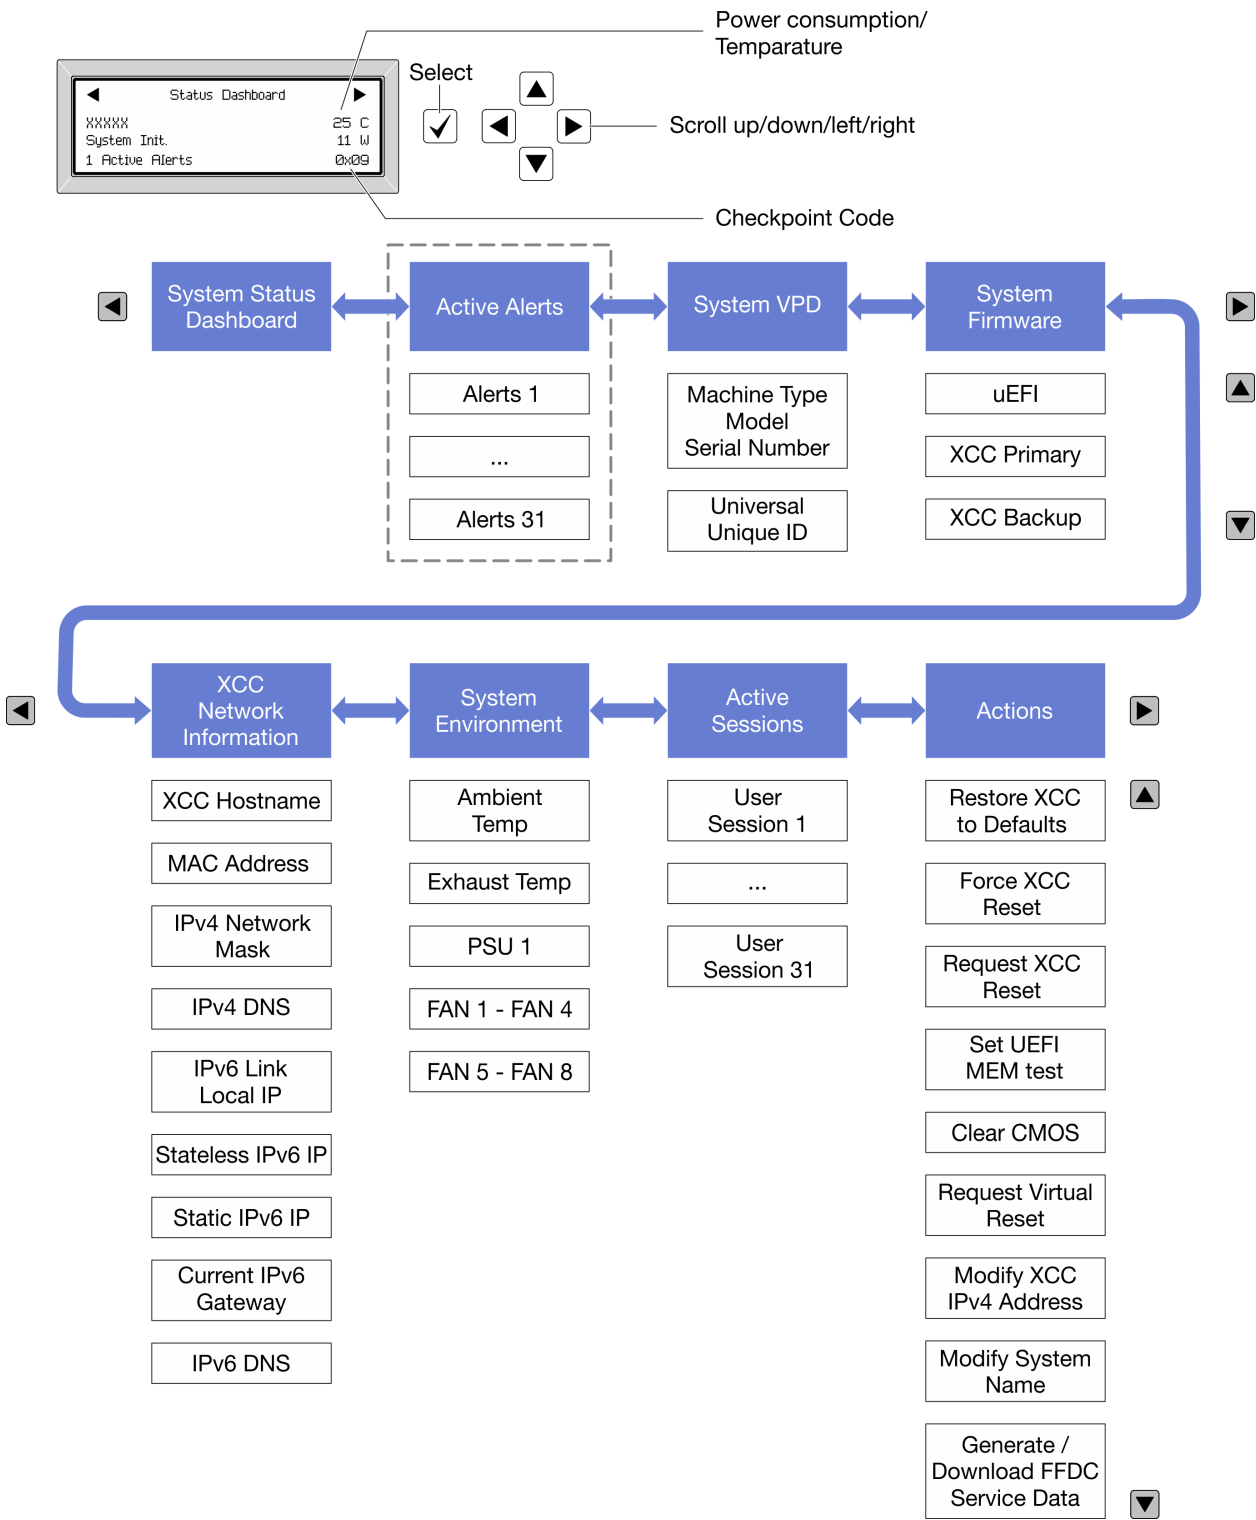 Power consumption/
Temparature
Select
Status Dashboard
XXXXX 25 C
System Init. 11 W
1 Active Alerts 0x09
Scroll up/down/left/right
Checkpoint Code
System Status
Dashboard
Active Alerts
System VPD
System
Firmware
Alerts 1
...
Alerts 31
Machine Type
Model
Serial Number
Universal
Unique ID
uEFI
XCC Primary
XCC Backup
XCC
Network
Information
System
Environment
Active
Sessions
Actions
XCC Hostname
MAC Address
IPv4 Network
Mask
IPv4 DNS
IPv6 Link
Local IP
Stateless IPv6 IP
Static IPv6 IP
Current IPv6
Gateway
IPv6 DNS
Ambient
Temp
Exhaust Temp
PSU 1
FAN 1 - FAN 4
FAN 5 - FAN 8
User
Session 1
...
User
Session 31
Restore XCC
to Defaults
Force XCC
Reset
Request XCC
Reset
Set UEFI
MEM test
Clear CMOS
Request Virtual
Reset
Modify XCC
IPv4 Address
Modify System
Name
Generate /
Download FFDC
Service Data